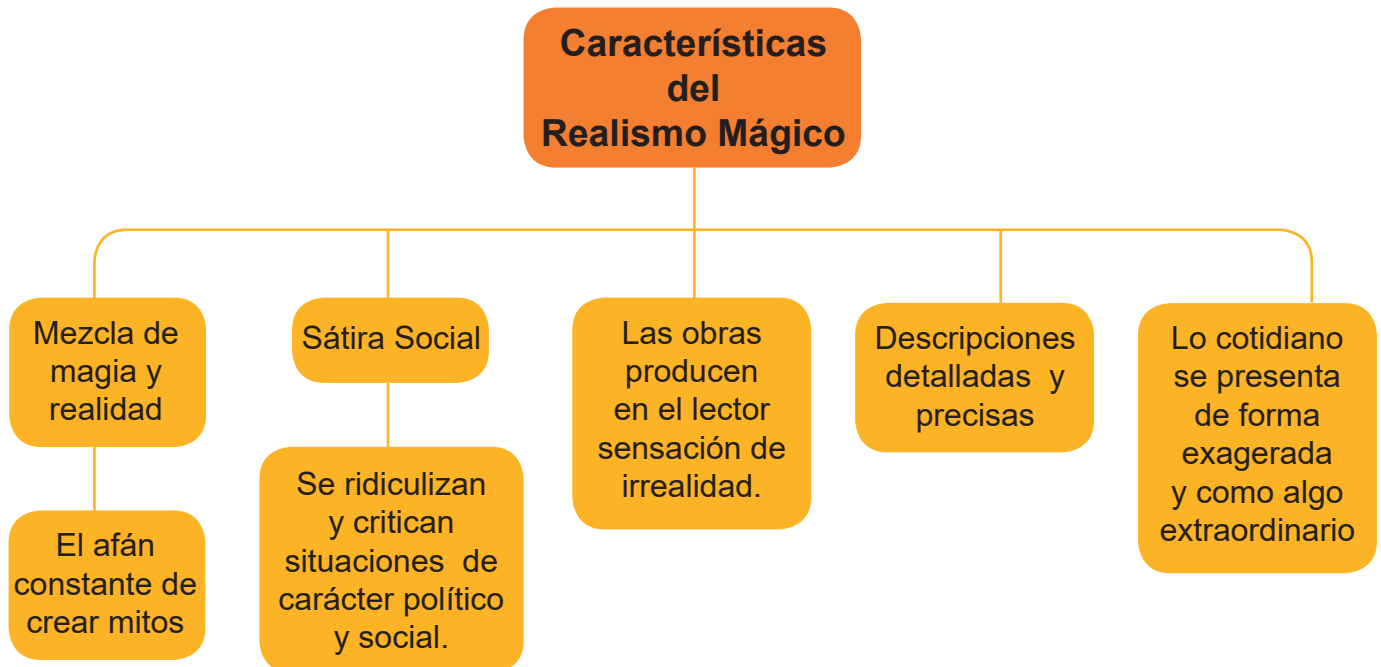 Características
del
Realismo Mágico
Mezcla de
magia y
realidad
El afán
constante de
crear mitos
Sátira Social
Se ridiculizan
y critican
situaciones de
carácter político
y social.
Las obras
producen
en el lector
sensación de
irrealidad.
Descripciones
detalladas y
precisas
Lo cotidiano
se presenta
de forma
exagerada
y como algo
extraordinario